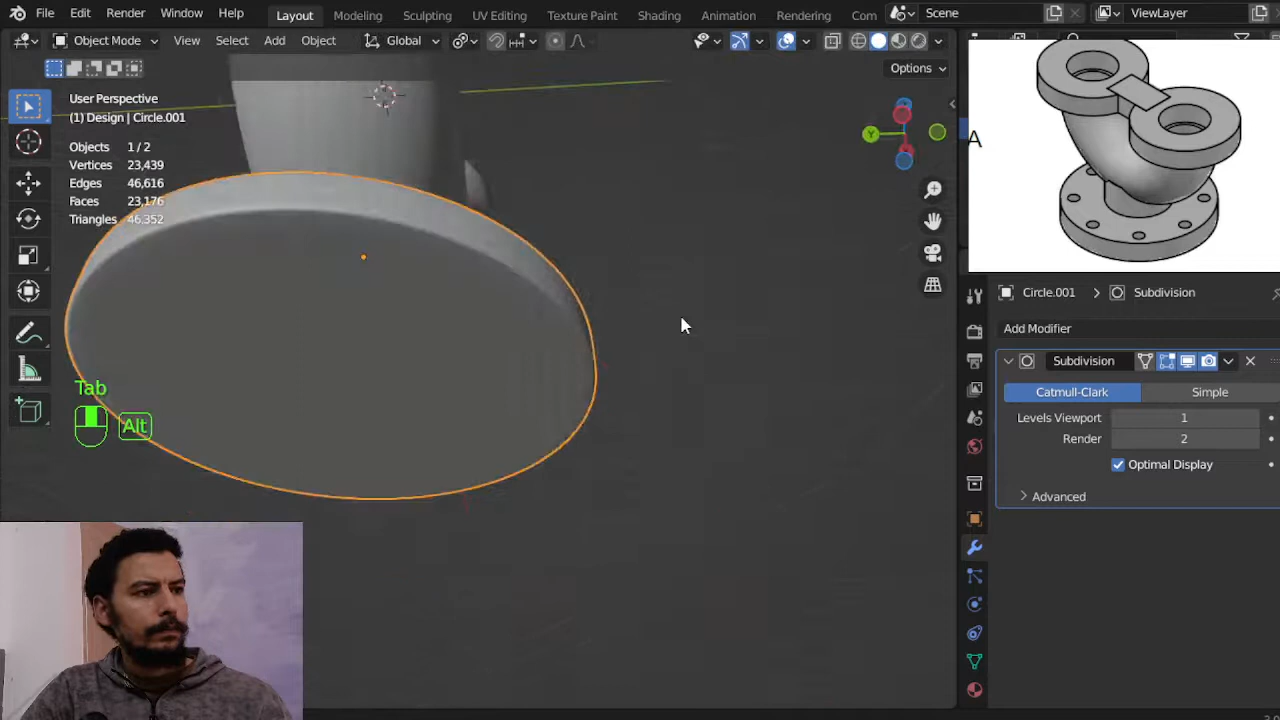 File Edit Render Window Help Layout Modeling Sculpting UV Editing Texture Paint Shading Animation Rendering Com Scene ViewLayer
Object Mode View Select Add Object Global
Options
User Perspective
(1) Design | Circle.001
Objects 1 / 2
Vertices 23,439
Edges 46,616
Faces 23,176
Triangles 46,352
Y
A
Tab
Alt
Circle.001 Subdivision
Add Modifier
Subdivision
Catmull-Clark Simple
Levels Viewport 1
Render 2
Optimal Display
Advanced